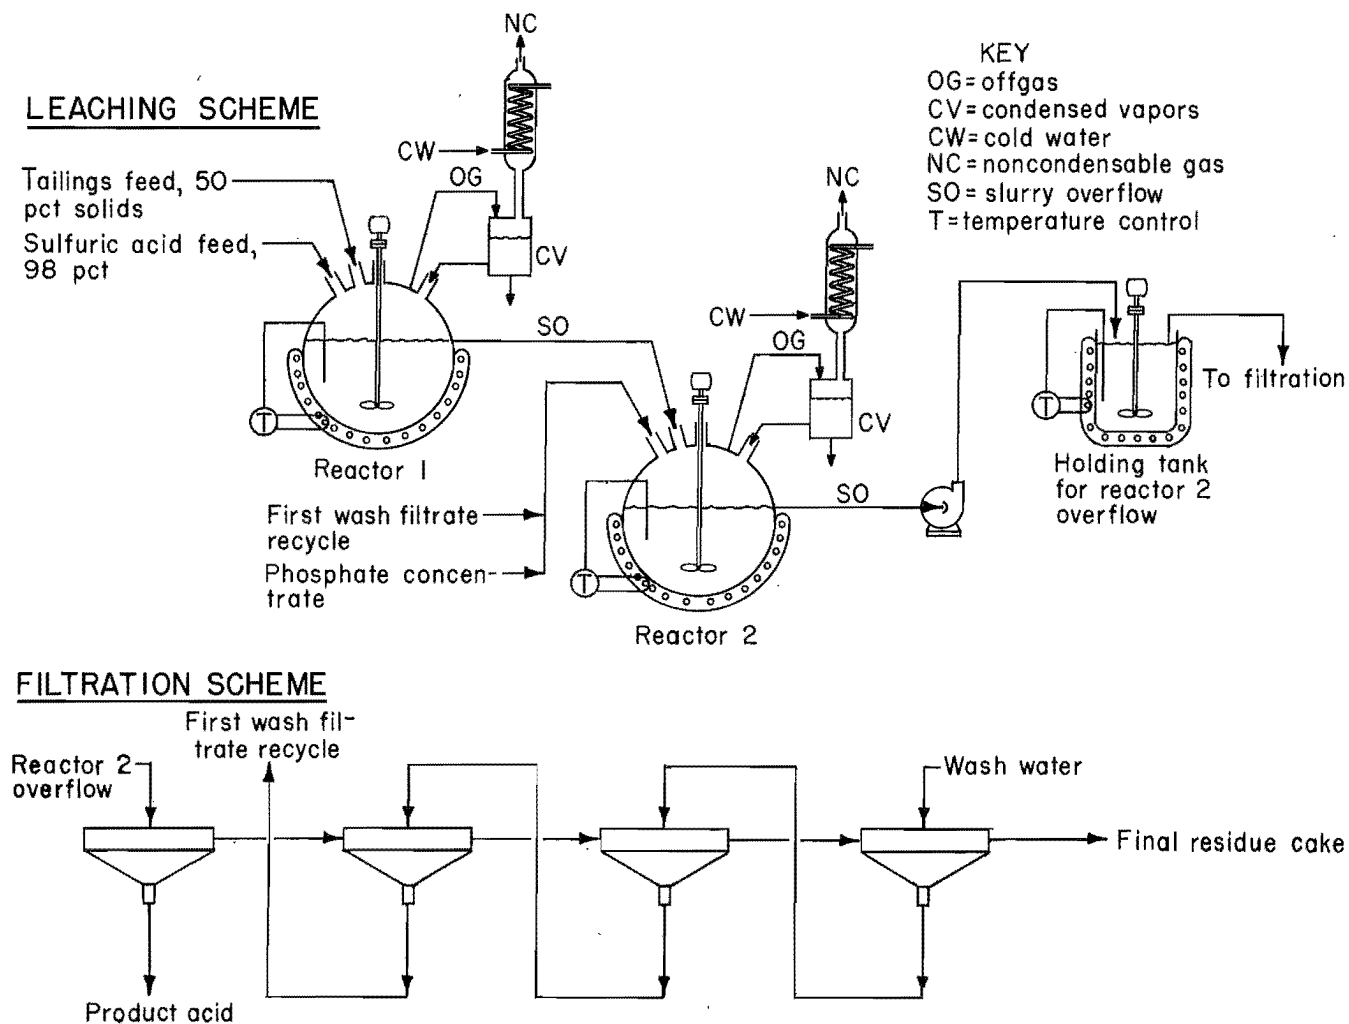 LEACHING SCHEME
NC
CW
OG
CV
Tailings feed, 50
pct solids
Sulfuric acid feed,
98 pct
T
Reactor 1
SO
KEY
OG=offgas
CV=condensed vapors
CW=cold water
NC=noncondensable gas
SO=slurry overflow
T=temperature control
NC
CW
OG
CV
First wash filtrate
recycle
Phosphate concen-
trate
T
Reactor 2
SO
T
To filtration
Holding tank
for reactor 2
overflow
FILTRATION SCHEME
First wash fil-
trate recycle
Reactor 2
overflow
Wash water
Final residue cake
Product acid